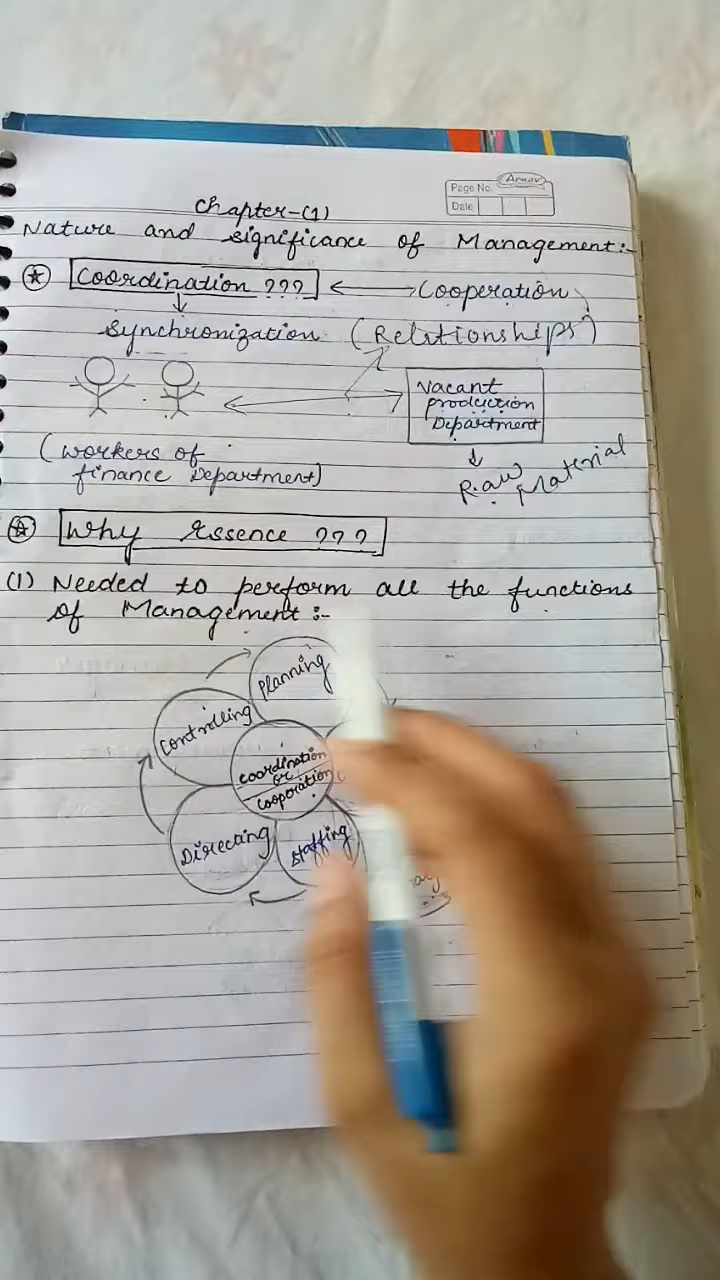 Page No. Arnav
Date
Chapter-(1)
Nature and significance of Management:-
Coordination ??? Cooperation
Synchronization (Relationships)
Vacant
production
Department
(workers of
finance Department)
Raw Material
Why Essence ???
(1) Needed to perform all the functions
of Management :-
Planning
Controlling
Coordination
or
Cooperation
Directing
Staffing